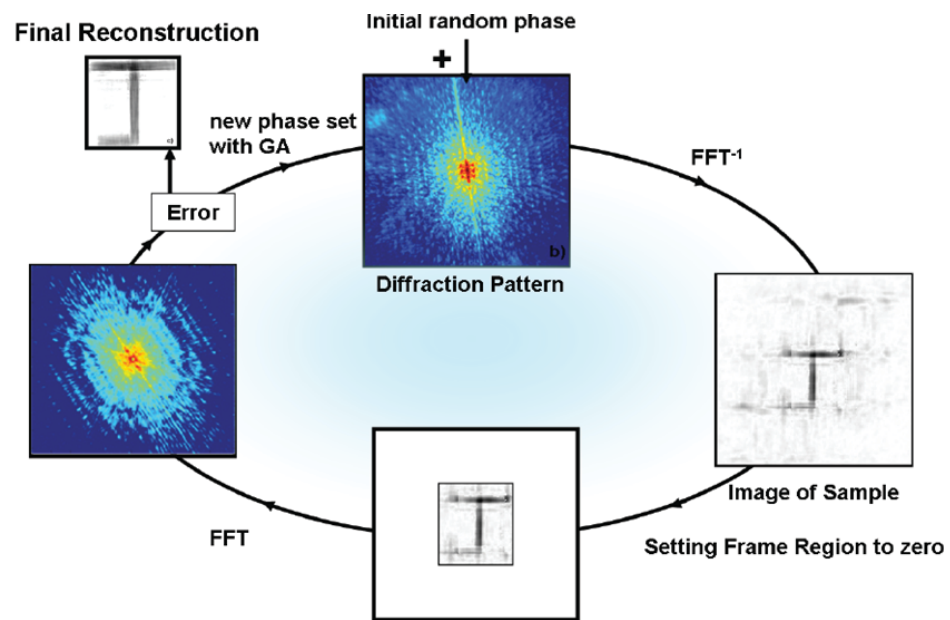 Initial random phase
+
Final Reconstruction
c)
new phase set
with GA
FFT⁻¹
Error
b)
Diffraction Pattern
Image of Sample
FFT
Setting Frame Region to zero